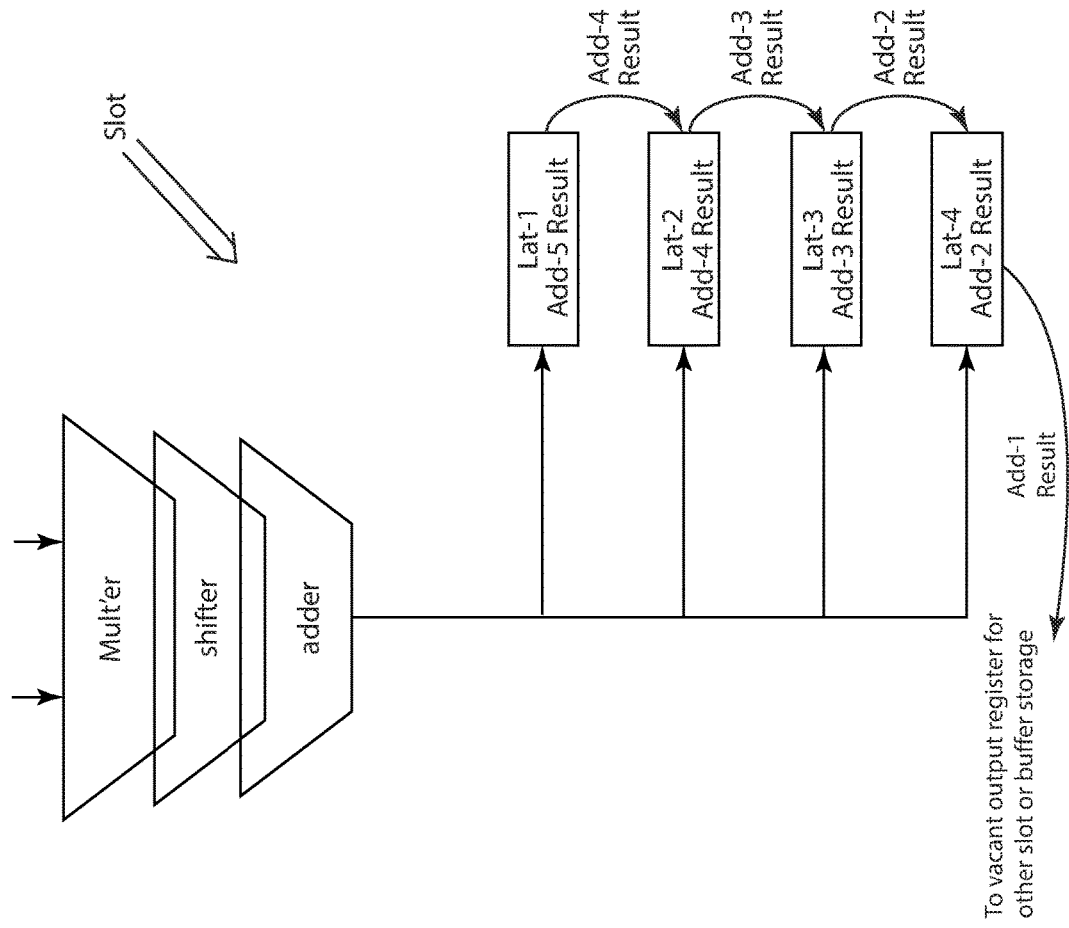 Slot
Mult'er
shifter
adder
Lat-1
Add-5 Result
Add-4
Result
Lat-2
Add-4 Result
Add-3
Result
Lat-3
Add-3 Result
Add-2
Result
Lat-4
Add-2 Result
Add-1
Result
To vacant output register for
other slot or buffer storage